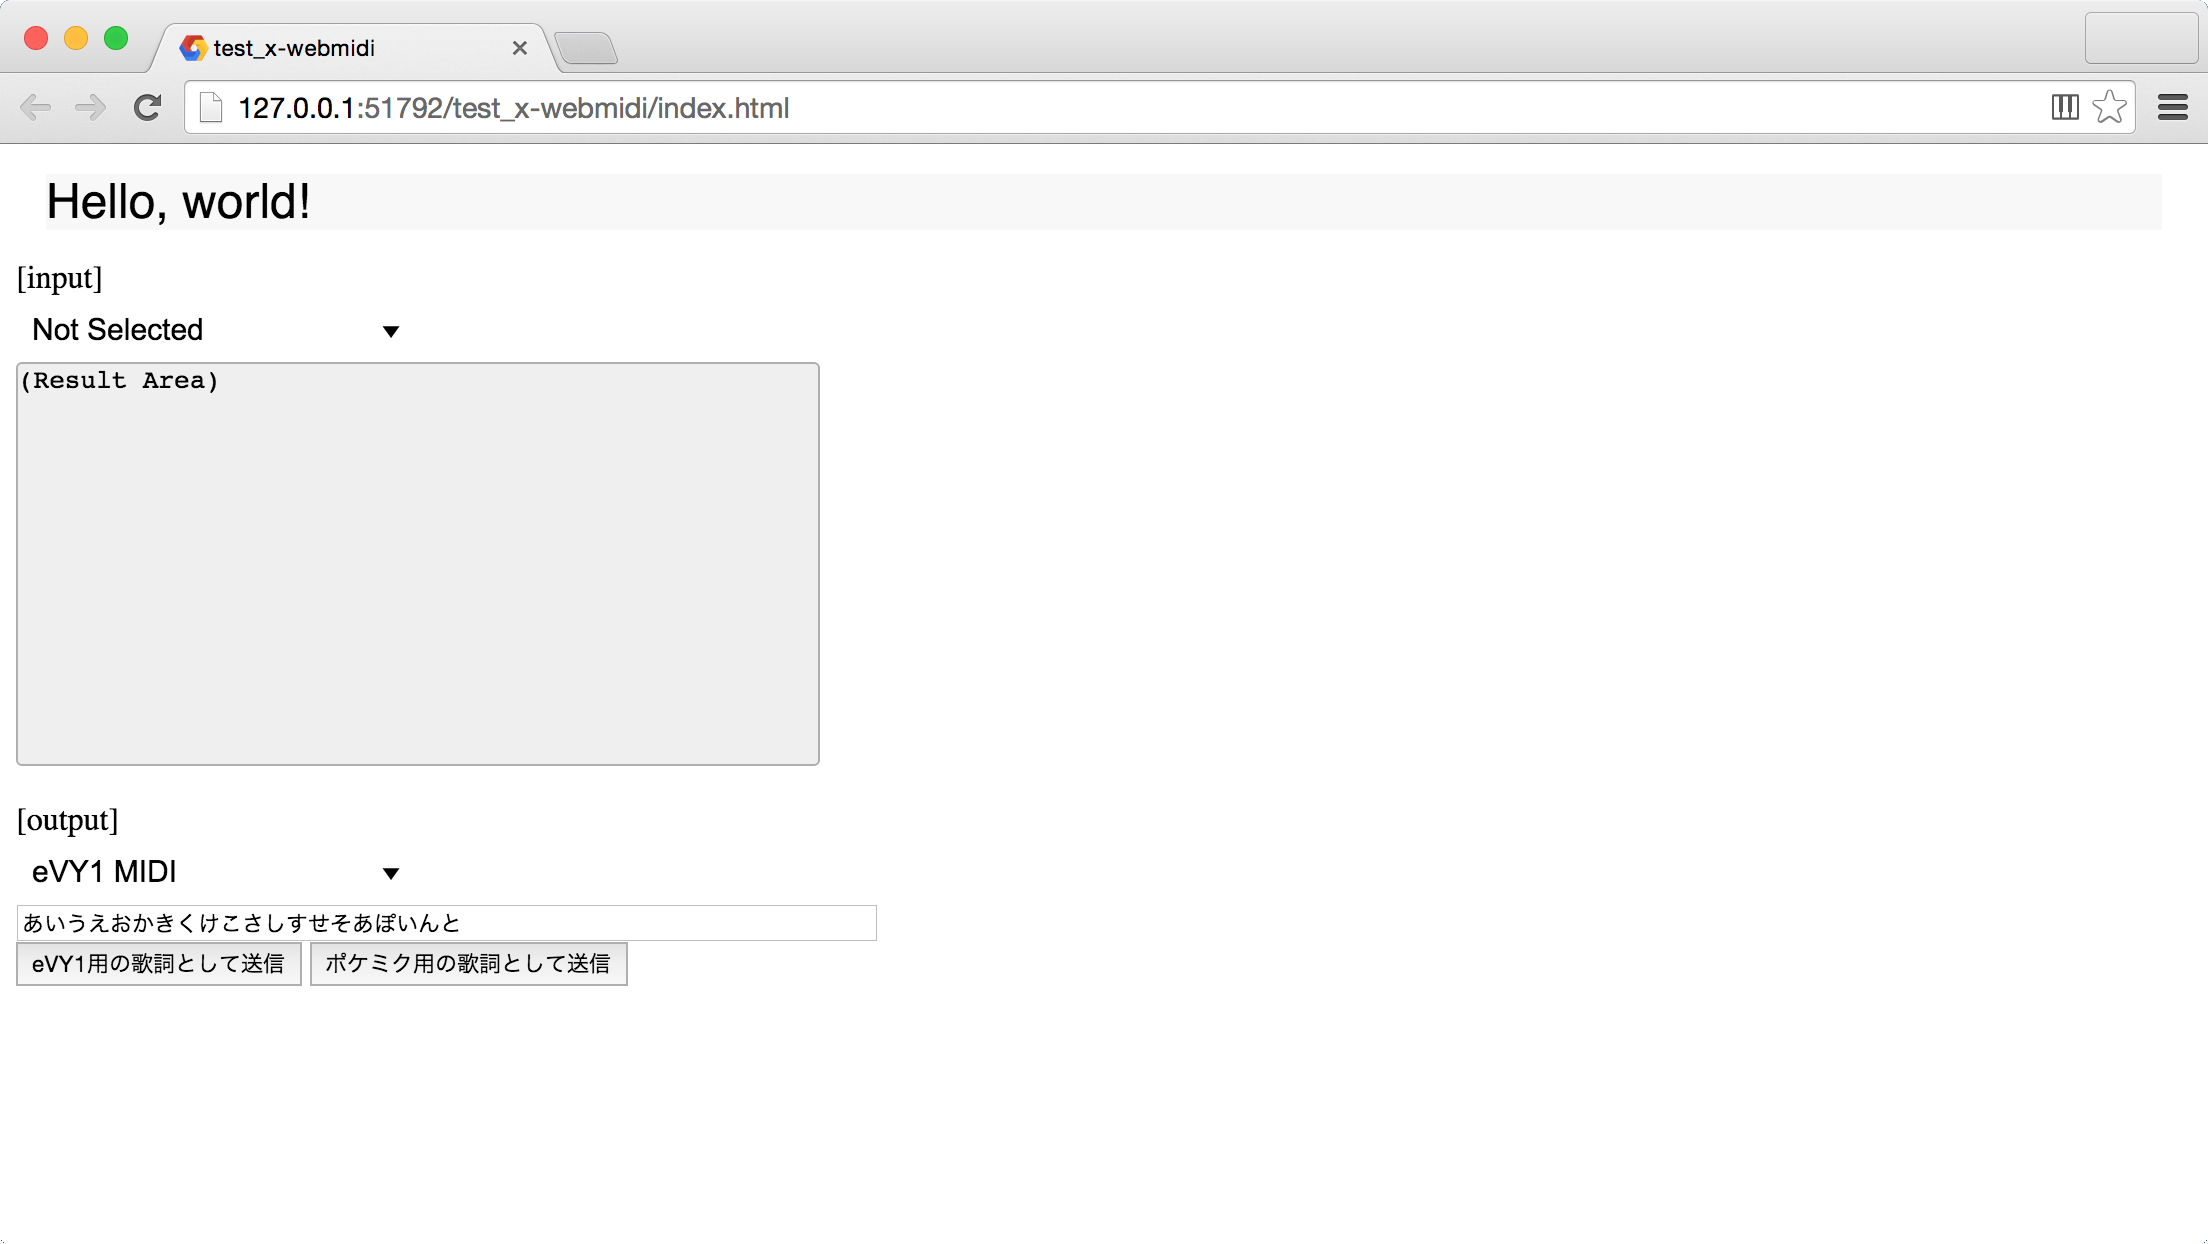 test_x-webmidi
127.0.0.1:51792/test_x-webmidi/index.html
Hello, world!
[input]
Not Selected
(Result Area)
[output]
eVY1 MIDI
あいうえおかきくけこさしすせそあぽいんと
eVY1用の歌詞として送信 ポケミク用の歌詞として送信